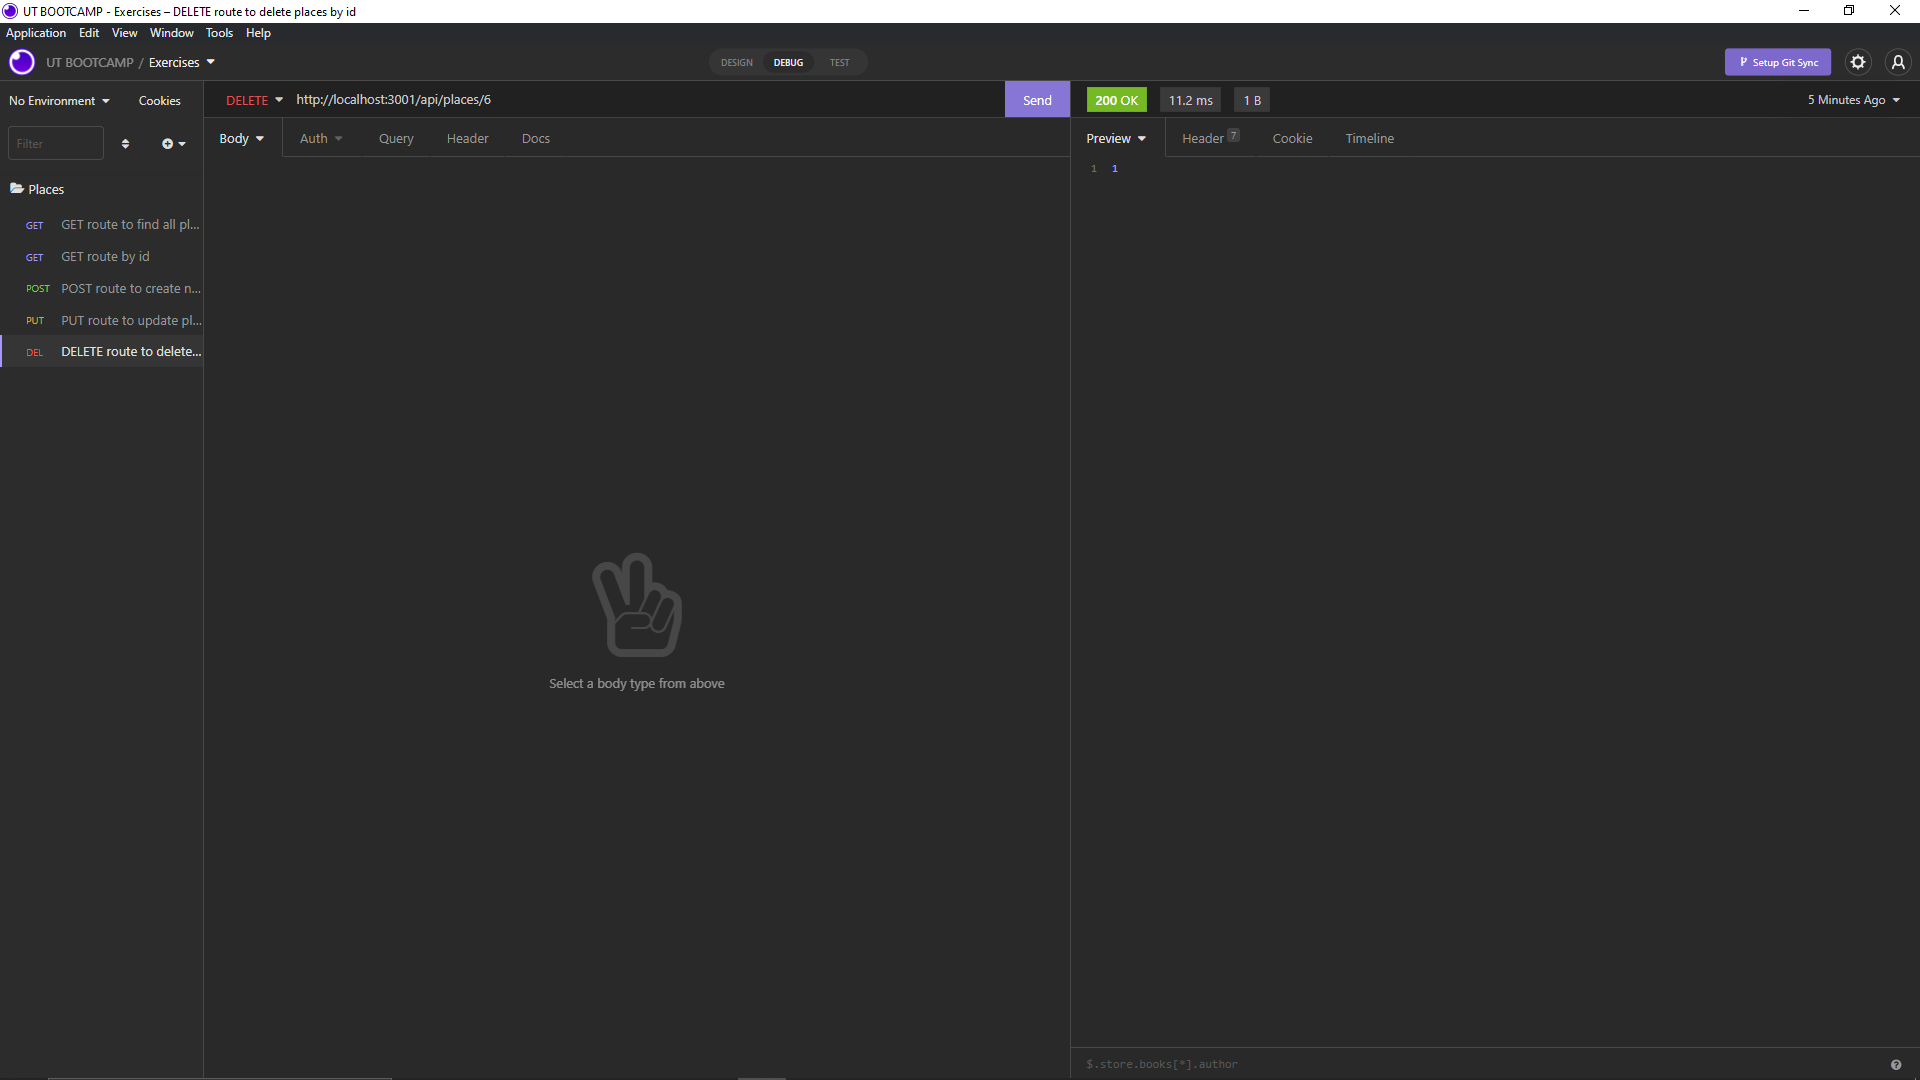 UT BOOTCAMP - Exercises – DELETE route to delete places by id
Application Edit View Window Tools Help
UT BOOTCAMP / Exercises
DESIGN DEBUG TEST
Setup Git Sync
No Environment Cookies
DELETE http://localhost:3001/api/places/6 Send
200 OK 11.2 ms 1 B
5 Minutes Ago
Filter
Body Auth Query Header Docs
Preview Header 7 Cookie Timeline
1 1
Places
GET GET route to find all pl...
GET GET route by id
POST POST route to create n...
PUT PUT route to update pl...
DEL DELETE route to delete...
Select a body type from above
$.store.books[*].author